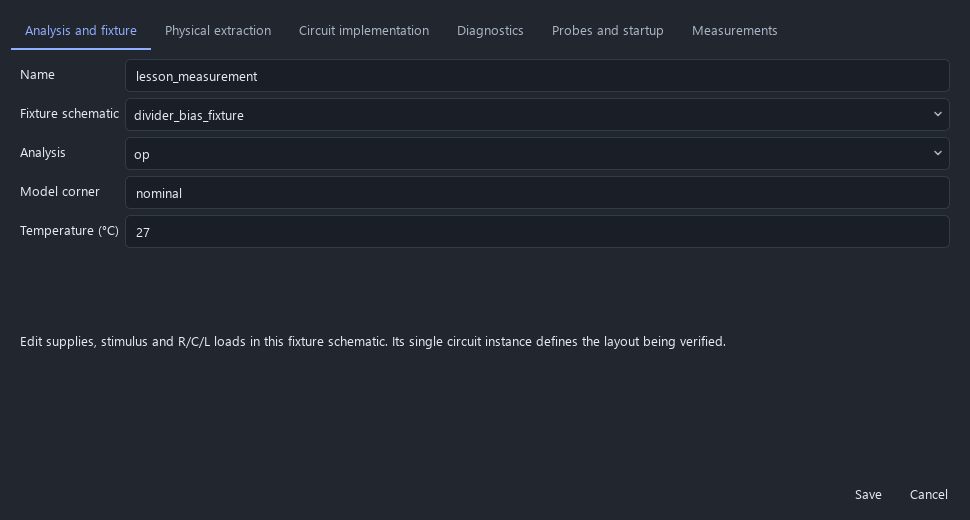 Analysis and fixture Physical extraction Circuit implementation Diagnostics Probes and startup Measurements
Name lesson_measurement
Fixture schematic divider_bias_fixture
Analysis op
Model corner nominal
Temperature (°C) 27
Edit supplies, stimulus and R/C/L loads in this fixture schematic. Its single circuit instance defines the layout being verified.
Save Cancel